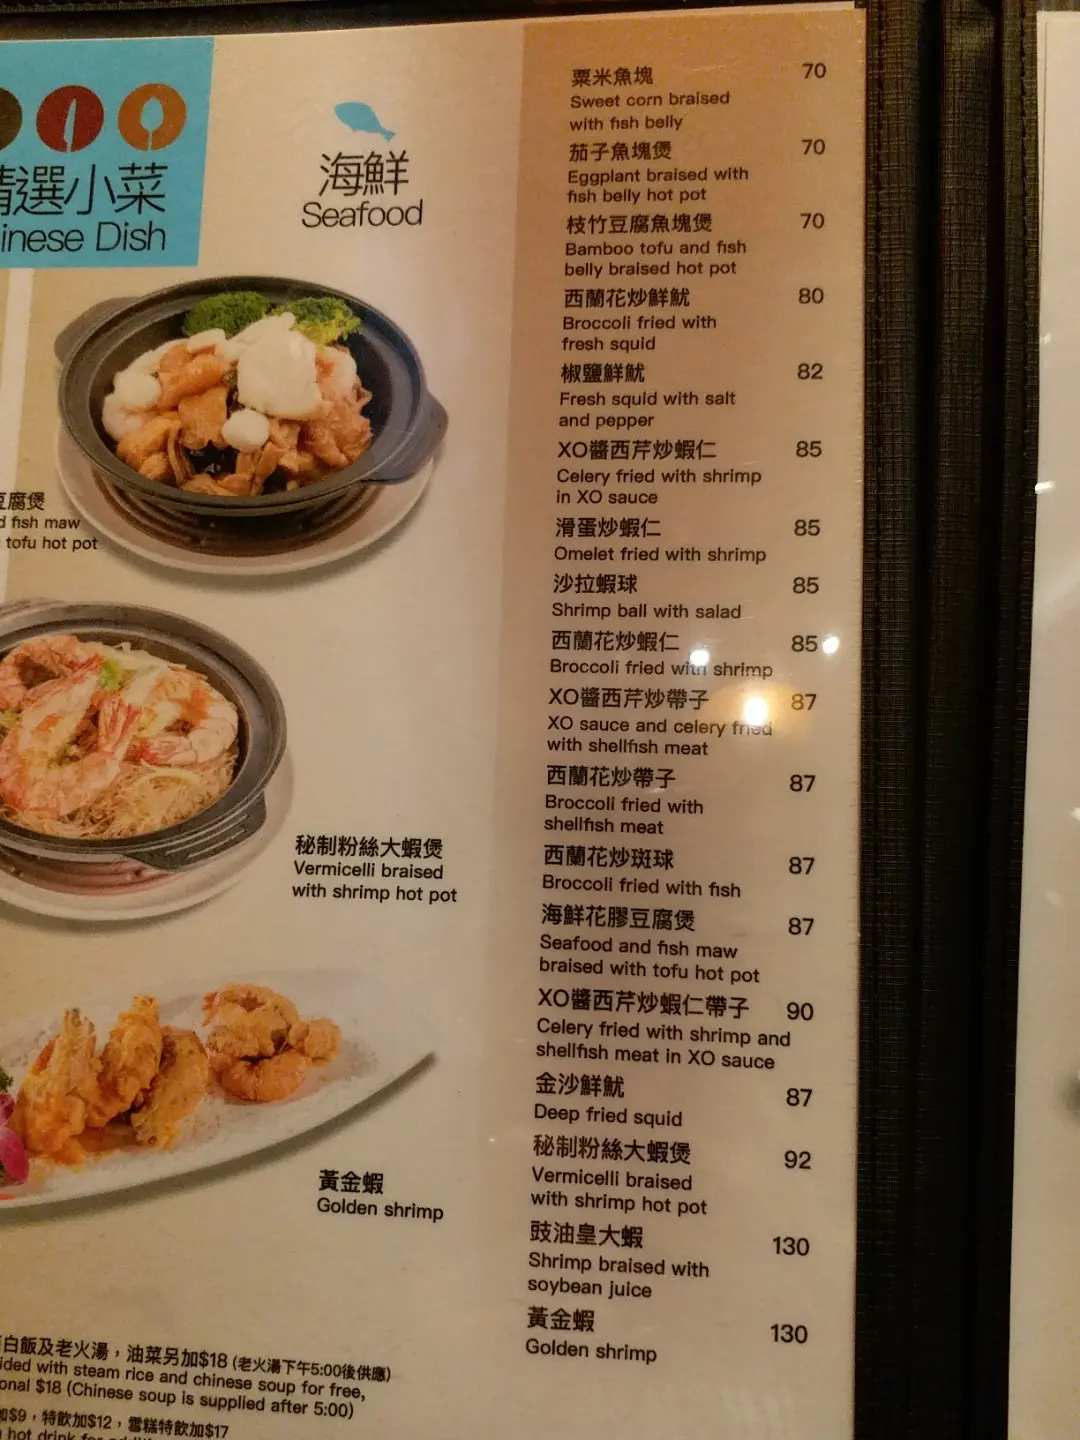 精選小菜
inese Dish
海鮮
Seafood
豆腐煲
d fish maw
tofu hot pot
秘制粉絲大蝦煲
Vermicelli braised
with shrimp hot pot
黃金蝦
Golden shrimp
粟米魚塊 70
Sweet corn braised
with fish belly
茄子魚塊煲 70
Eggplant braised with
fish belly hot pot
枝竹豆腐魚塊煲 70
Bamboo tofu and fish
belly braised hot pot
西蘭花炒鮮魷 80
Broccoli fried with
fresh squid
椒鹽鮮魷 82
Fresh squid with salt
and pepper
XO醬西芹炒蝦仁 85
Celery fried with shrimp
in XO sauce
滑蛋炒蝦仁 85
Omelet fried with shrimp
沙拉蝦球 85
Shrimp ball with salad
西蘭花炒蝦仁 85
Broccoli fried with shrimp
XO醬西芹炒帶子 87
XO sauce and celery fried
with shellfish meat
西蘭花炒帶子 87
Broccoli fried with
shellfish meat
西蘭花炒斑球 87
Broccoli fried with fish
海鮮花膠豆腐煲 87
Seafood and fish maw
braised with tofu hot pot
XO醬西芹炒蝦仁帶子 90
Celery fried with shrimp and
shellfish meat in XO sauce
金沙鮮魷 87
Deep fried squid
秘制粉絲大蝦煲 92
Vermicelli braised
with shrimp hot pot
豉油皇大蝦 130
Shrimp braised with
soybean juice
黃金蝦 130
Golden shrimp
白飯及老火湯，油菜另加$18 (老火湯下午5:00後供應)
ided with steam rice and chinese soup for free,
onal $18 (Chinese soup is supplied after 5:00)
加$9，特飲加$12，雪糕特飲加$17
hot drink for